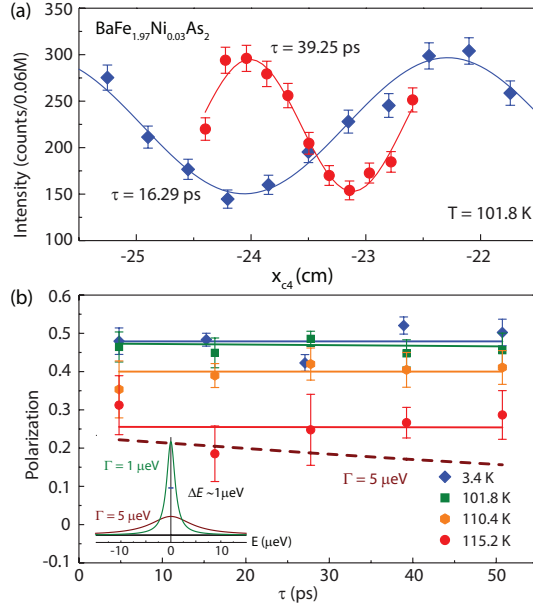 (a)
BaFe1.97Ni0.03As2
τ = 39.25 ps
τ = 16.29 ps
T = 101.8 K
Intensity (counts/0.06M)
350
300
250
200
150
100
-25
-24
-23
-22
x_c4 (cm)
(b)
Polarization
0.6
0.5
0.4
0.3
0.2
0.1
0
-0.1
Γ = 1 μeV
ΔE ~1μeV
Γ = 5 μeV
-10
0
10
E (μeV)
Γ = 5 μeV
3.4 K
101.8 K
110.4 K
115.2 K
0
10
20
30
40
50
τ (ps)